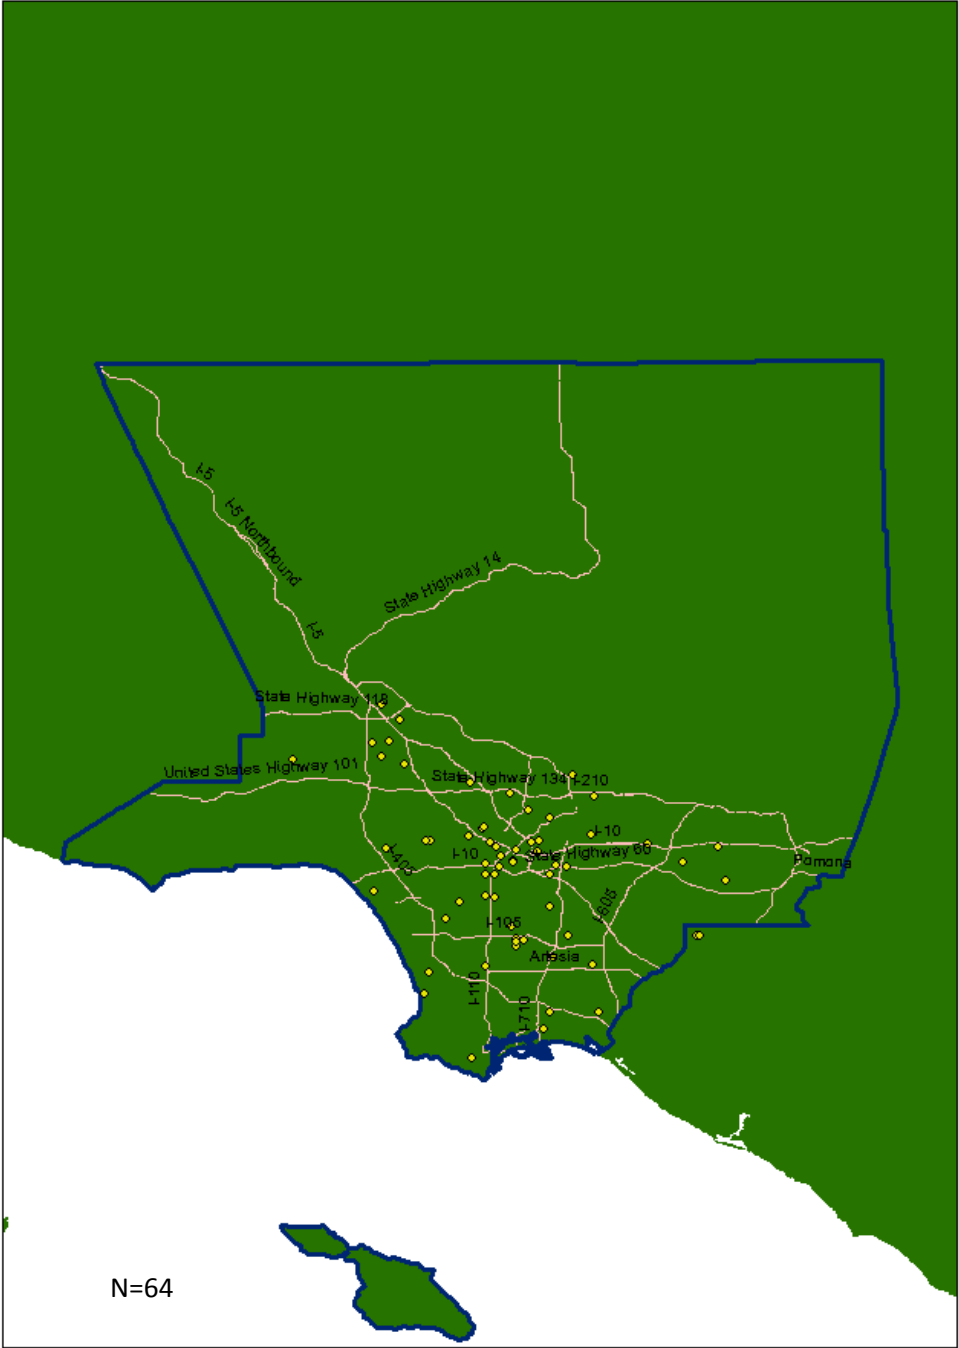 I-5
I-5 Northbound
State Highway 14
I-5
State Highway 118
United States Highway 101
State Highway 134
I-210
I-10
I-405
I-10
State Highway 60
Pomona
I-605
I-105
Artesia
I-110
I-710
N=64